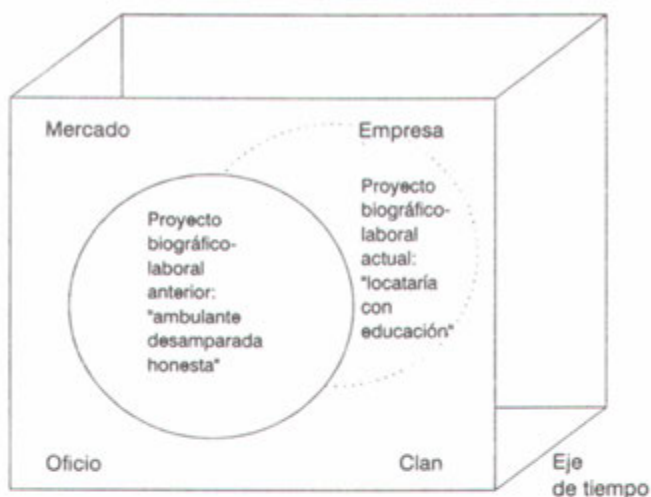 Mercado
Empresa
Proyecto
biográfico-
laboral
anterior:
"ambulante
desamparada
honesta"
Proyecto
biográfico-
laboral
actual:
"locataría
con
educación"
Oficio
Clan
Eje
de tiempo